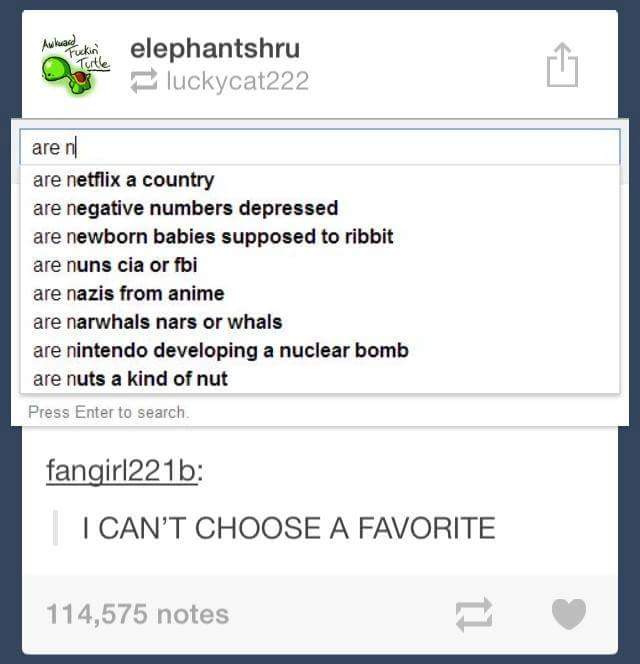 Awkward
Fuckin'
Turtle
elephantshru
luckycat222
are n
are netflix a country
are negative numbers depressed
are newborn babies supposed to ribbit
are nuns cia or fbi
are nazis from anime
are narwhals nars or whals
are nintendo developing a nuclear bomb
are nuts a kind of nut
Press Enter to search.
fangirl221b:
I CAN'T CHOOSE A FAVORITE
114,575 notes